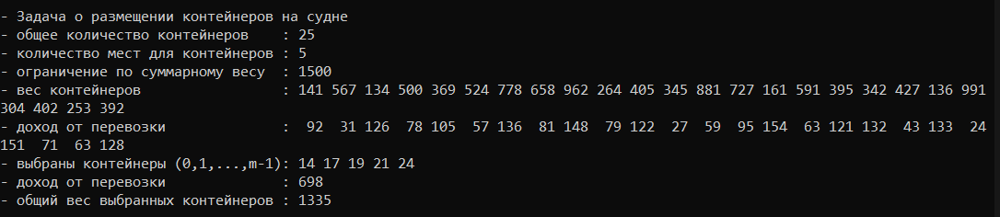 - Задача о размещении контейнеров на судне
- общее количество контейнеров    : 25
- количество мест для контейнеров : 5
- ограничение по суммарному весу  : 1500
- вес контейнеров                 : 141 567 134 500 369 524 778 658 962 264 405 345 881 727 161 591 395 342 427 136 991
304 402 253 392
- доход от перевозки              :  92  31 126  78 105  57 136  81 148  79 122  27  59  95 154  63 121 132  43 133  24
151  71  63 128
- выбраны контейнеры (0,1,...,m-1): 14 17 19 21 24
- доход от перевозки              : 698
- общий вес выбранных контейнеров : 1335